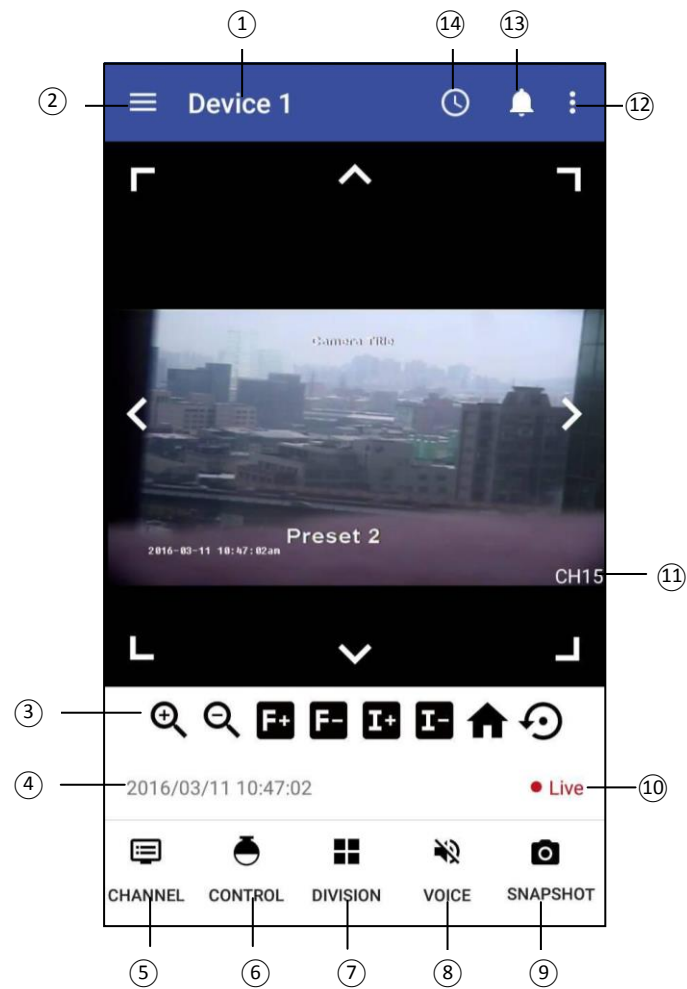 ① ⑭ ⑬
② Device 1 ⑫
Camera Title
Preset 2
2016-03-11 10:47:02am
CH15 ⑪
③ F+ F- I+ I-
④ 2016/03/11 10:47:02 Live ⑩
CHANNEL CONTROL DIVISION VOICE SNAPSHOT
⑤ ⑥ ⑦ ⑧ ⑨